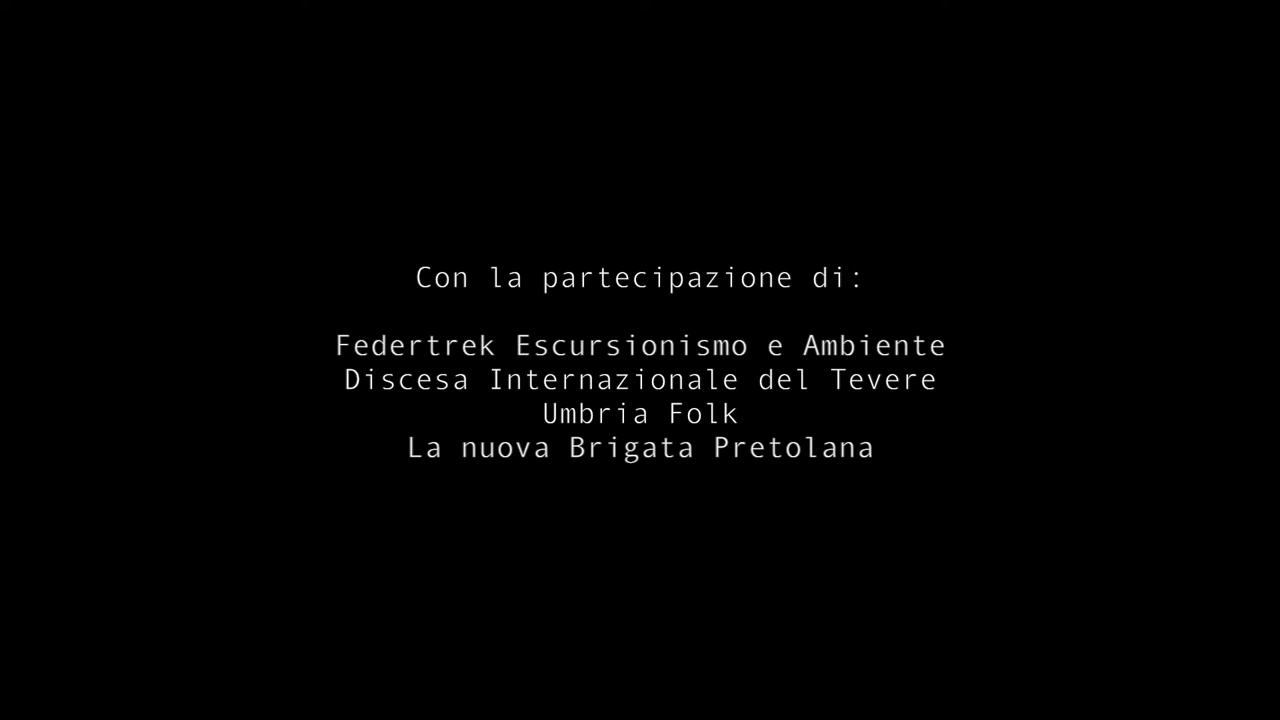 Con la partecipazione di:
Federtrek Escursionismo e Ambiente
Discesa Internazionale del Tevere
Umbria Folk
La nuova Brigata Pretolana